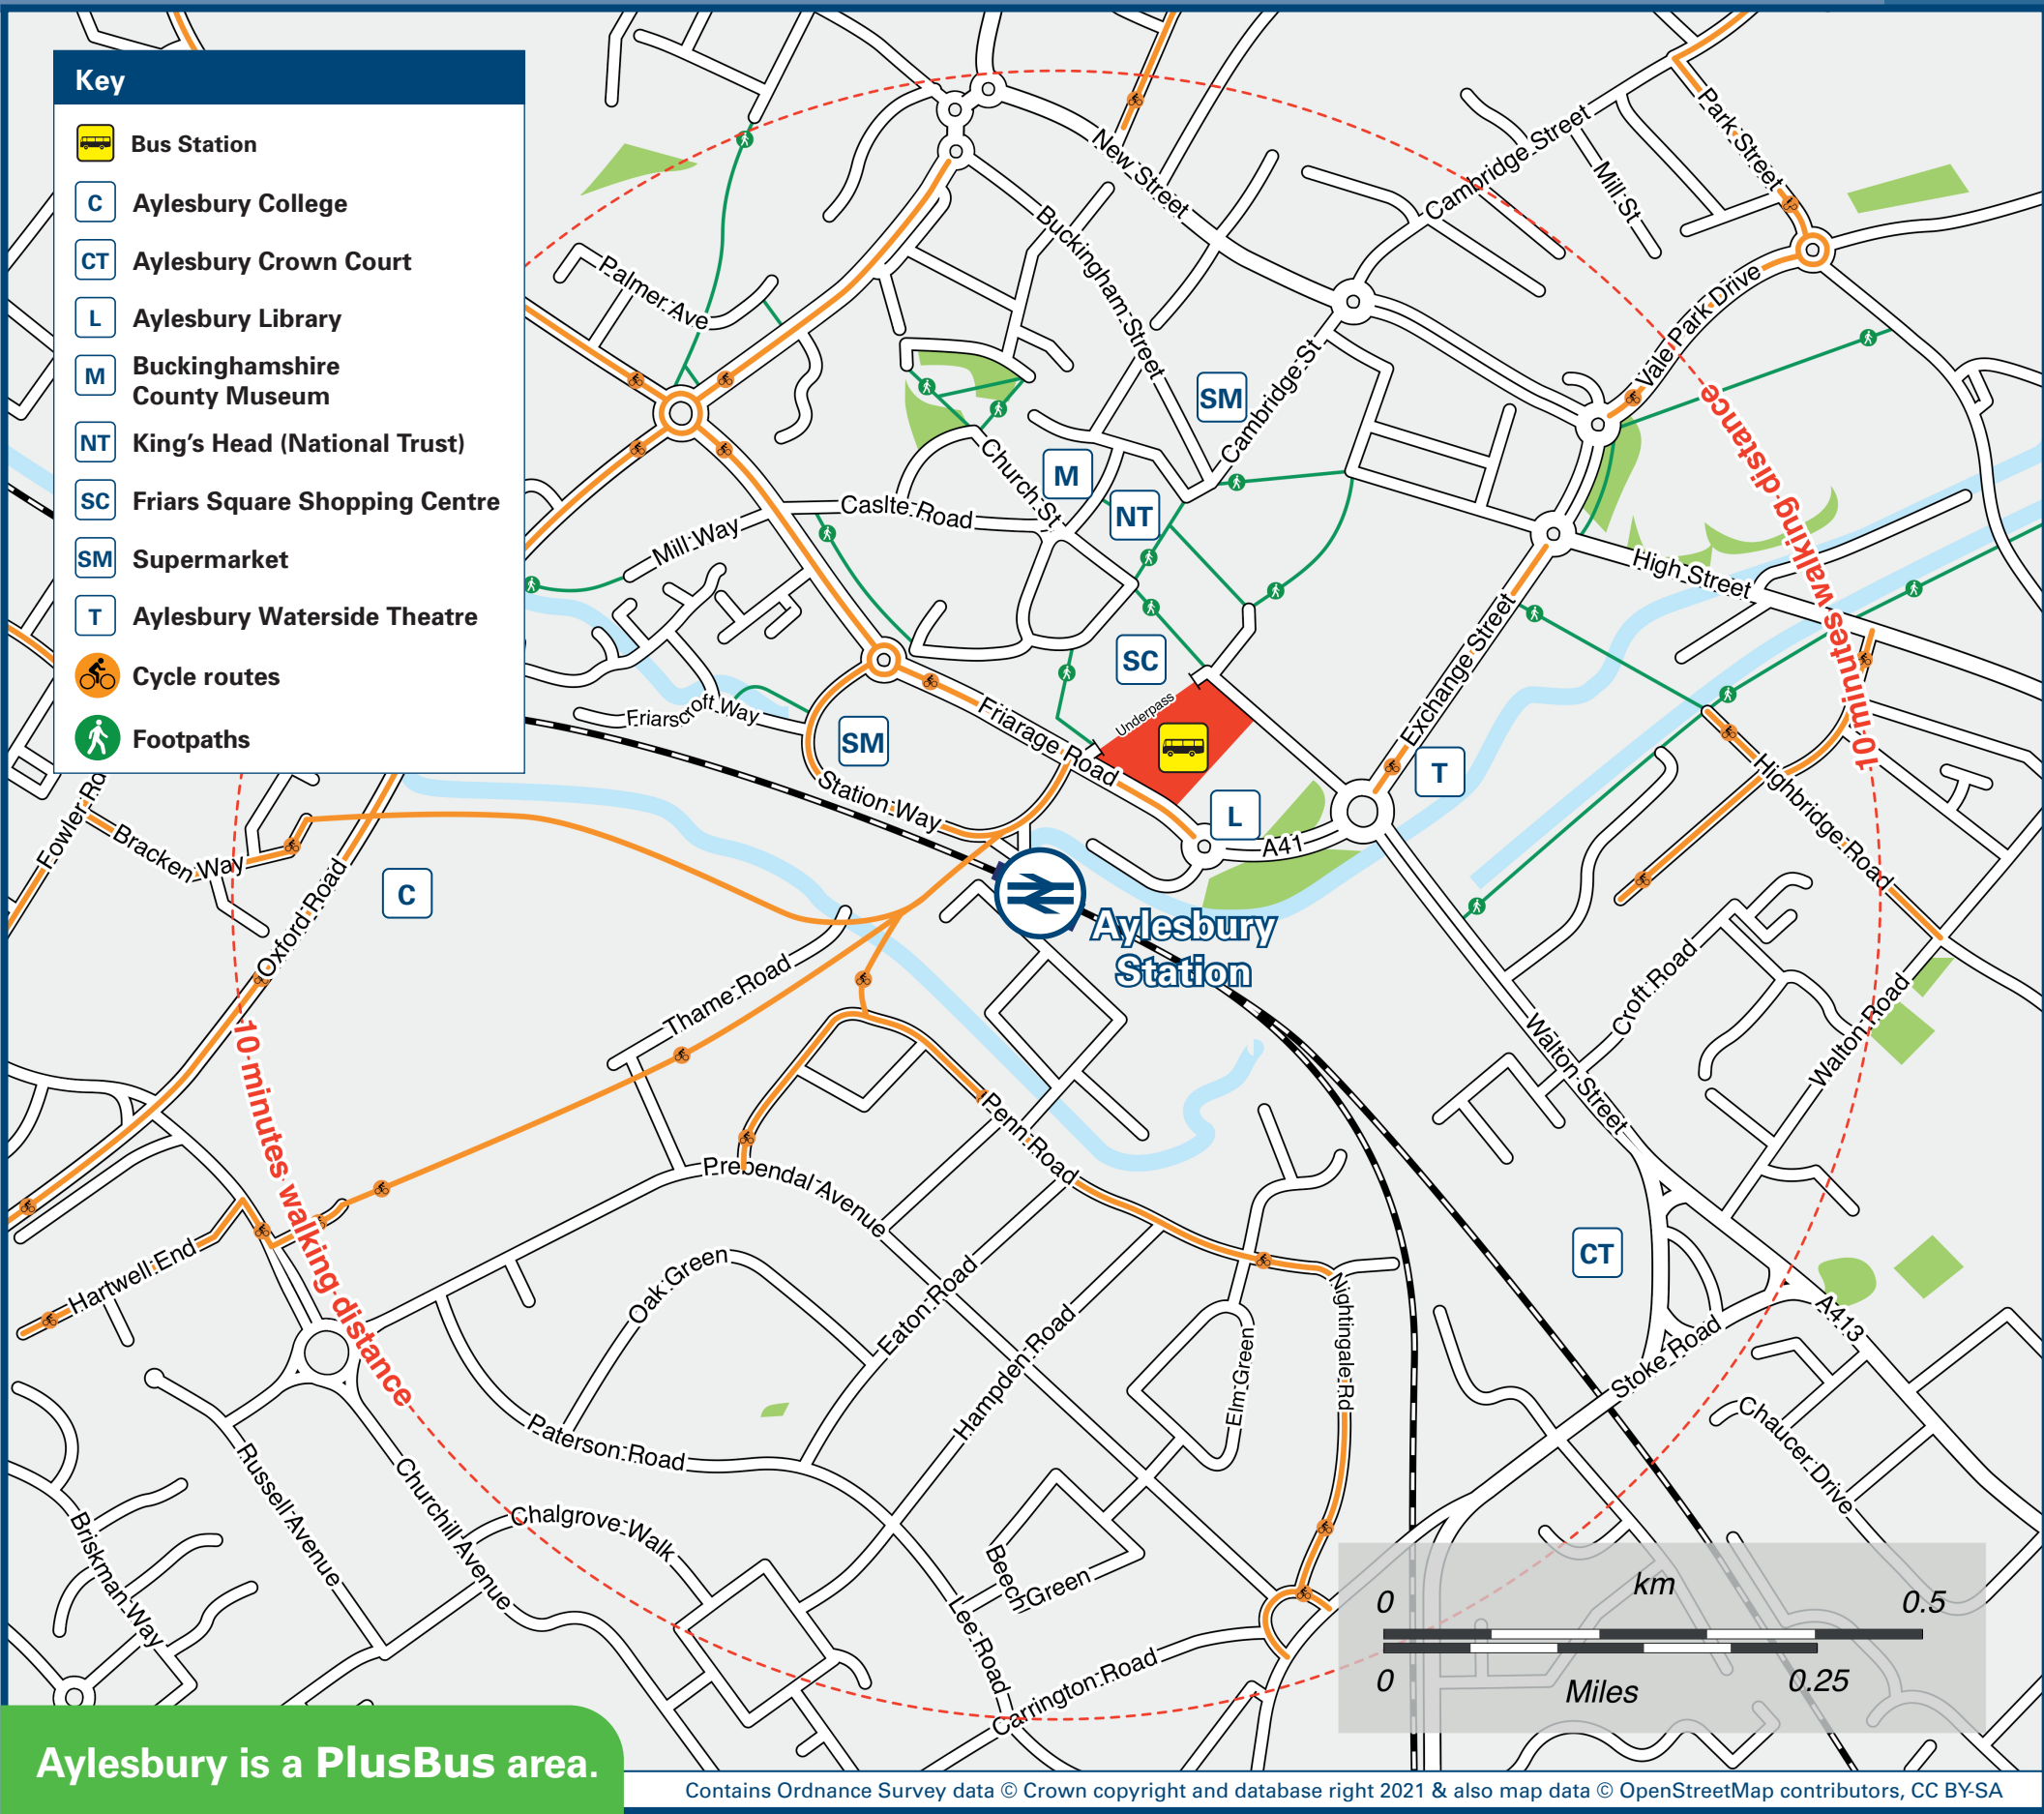 Key
Bus Station
C Aylesbury College
CT Aylesbury Crown Court
L Aylesbury Library
M Buckinghamshire
County Museum
NT King's Head (National Trust)
SC Friars Square Shopping Centre
SM Supermarket
T Aylesbury Waterside Theatre
Cycle routes
Footpaths
New Street
Cambridge Street
Park Street
Mill St
Buckingham Street
Palmer Ave
Vale Park Drive
SM
Cambridge St
10 minutes walking distance
Church St
M
NT
Caslte Road
Mill Way
High Street
SC
Exchange Street
Underpass
Friarscroft Way
SM
Friarage Road
T
Station Way
L
A41
Highbridge Road
Fowler Rd
Bracken Way
C
Oxford Road
Aylesbury
Station
Thame Road
Croft Road
Walton Road
Walton Street
10 minutes walking distance
Penn Road
Prebendal Avenue
Hartwell End
Oak Green
Eaton Road
Hampden Road
Elm Green
Nightingale Rd
CT
A413
Stoke Road
Chaucer Drive
Paterson Road
Russell Avenue
Churchill Avenue
Chalgrove Walk
Briskman Way
Beech Green
Lee Road
Carrington Road
km
0 0.5
0 0.25
Miles
Aylesbury is a PlusBus area.
Contains Ordnance Survey data © Crown copyright and database right 2021 & also map data © OpenStreetMap contributors, CC BY-SA